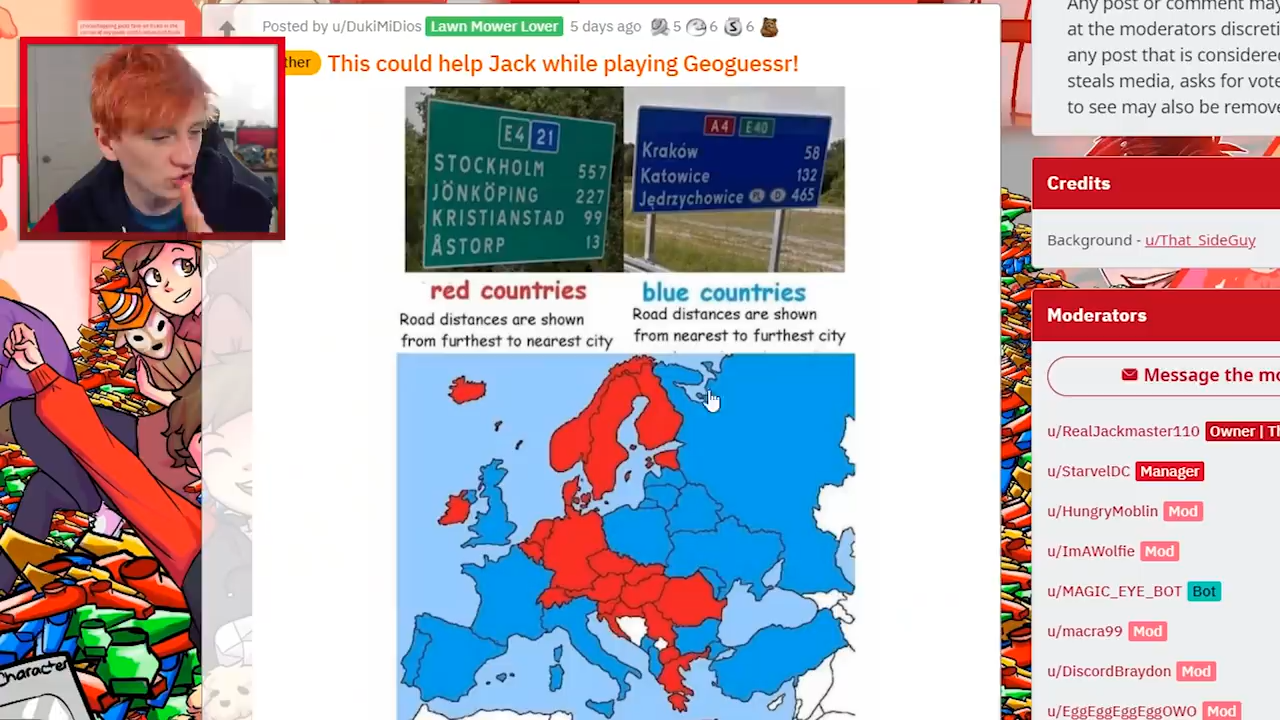 Posted by u/DukiMiDios Lawn Mower Lover 5 days ago 5 6 6
ther This could help Jack while playing Geoguessr!
E4 21
STOCKHOLM 557
JÖNKÖPING 227
KRISTIANSTAD 99
ÅSTORP 13
A4 E40
Kraków 58
Katowice 132
Jędrzychowice PL D 465
red countries
Road distances are shown
from furthest to nearest city
blue countries
Road distances are shown
from nearest to furthest city
Any post or comment may
at the moderators discreti
any post that is considere
steals media, asks for vote
to see may also be remov
Credits
Background - u/That_SideGuy
Moderators
Message the mo
u/RealJackmaster110 Owner | Th
u/StarvelDC Manager
u/HungryMoblin Mod
u/ImAWolfie Mod
u/MAGIC_EYE_BOT Bot
u/macra99 Mod
u/DiscordBraydon Mod
u/EggEggEggEggOWO Mod
Character